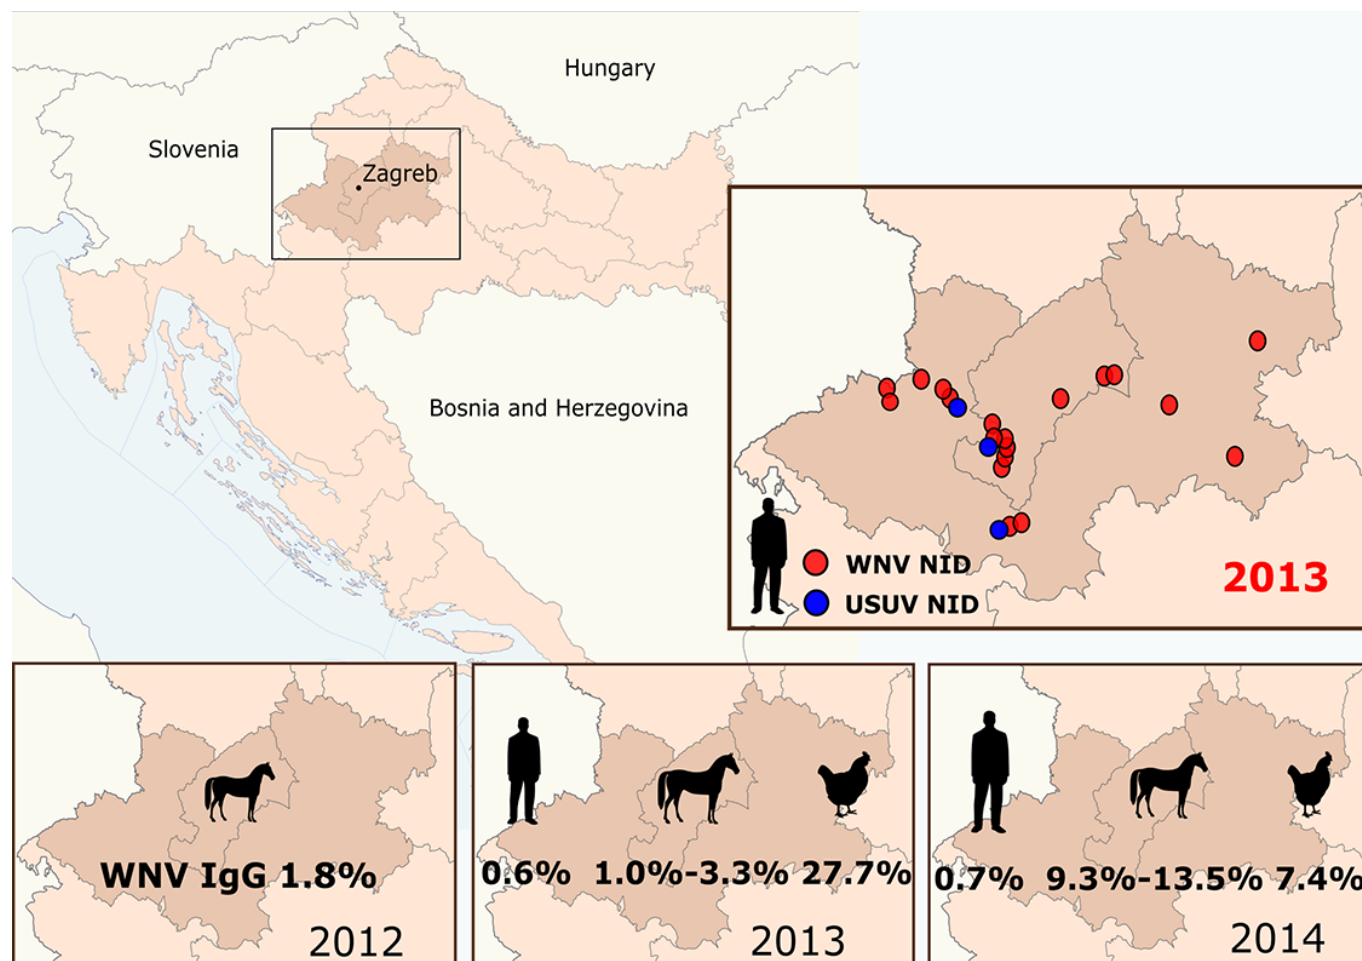 Hungary
Slovenia
Zagreb
Bosnia and Herzegovina
WNV NID
USUV NID
2013
WNV IgG 1.8%
2012
0.6% 1.0%-3.3% 27.7%
2013
0.7% 9.3%-13.5% 7.4%
2014